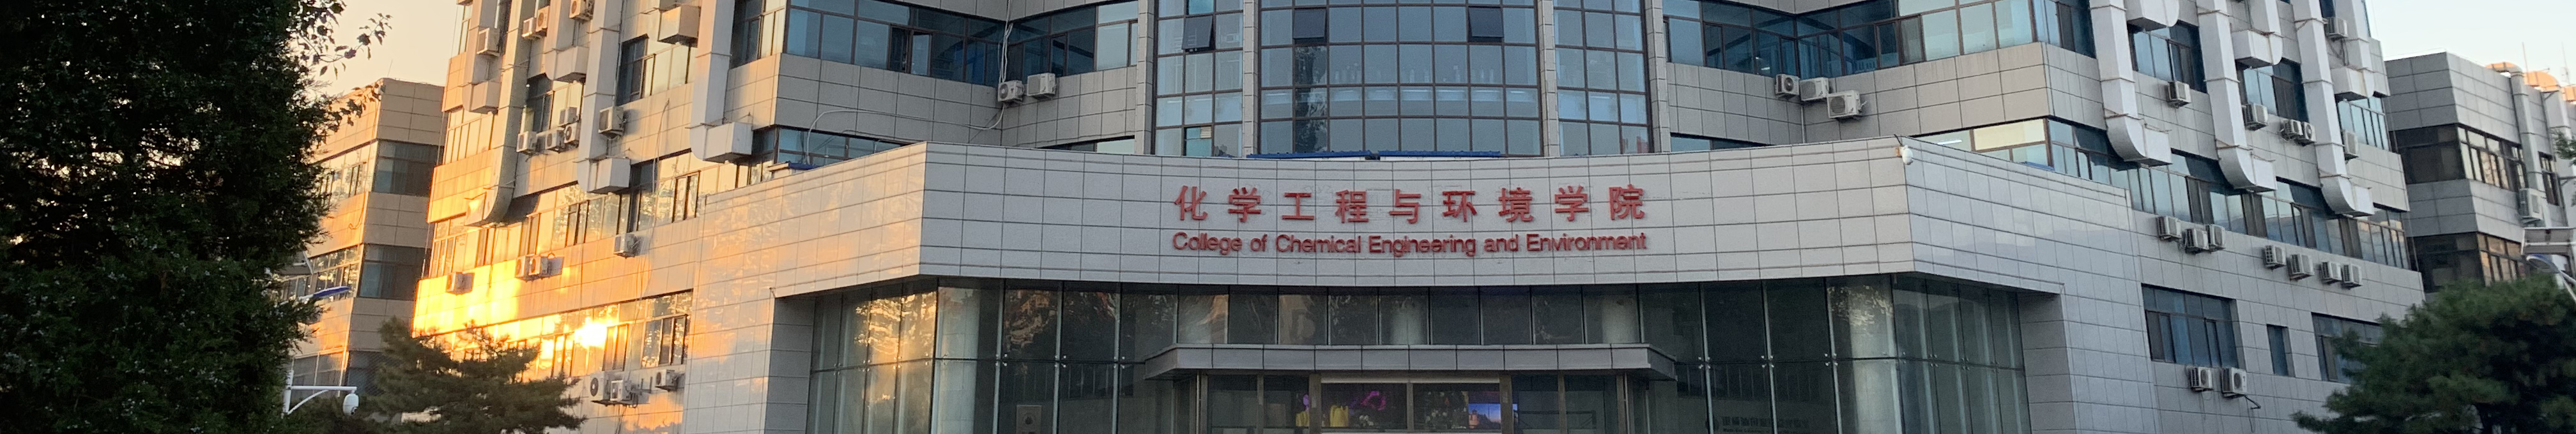 化学工程与环境学院
College of Chemical Engineering and Environment